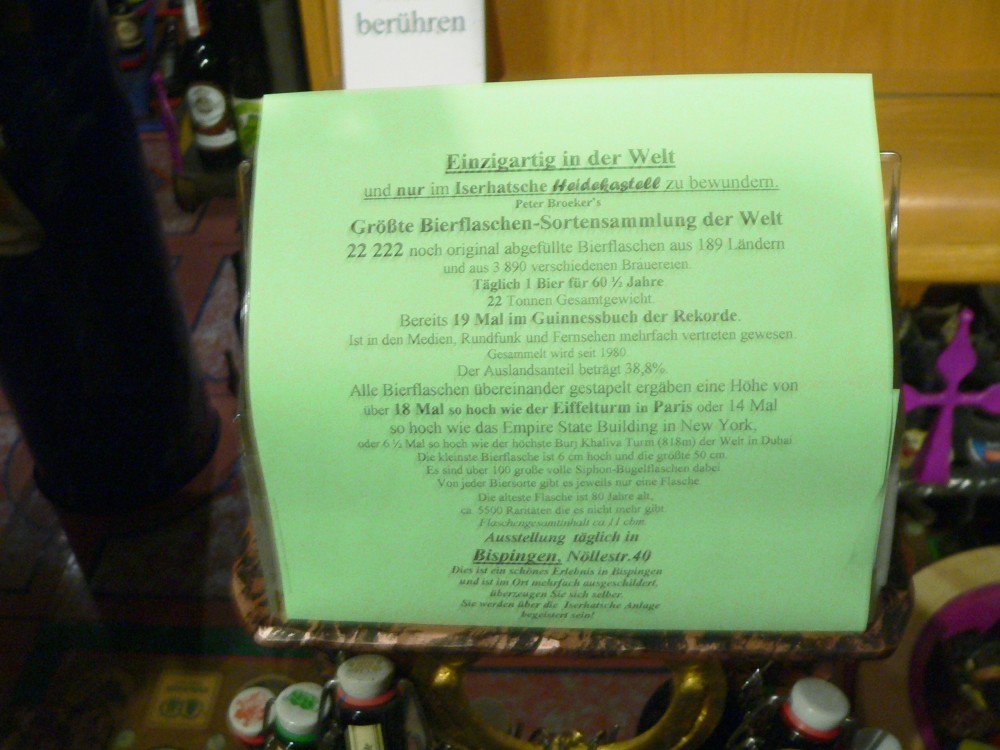 berühren
Einzigartig in der Welt
und nur im Iserhatsche Heidekastell zu bewundern.
Peter Broeker's
Größte Bierflaschen-Sortensammlung der Welt
22 222 noch original abgefüllte Bierflaschen aus 189 Ländern
und aus 3 890 verschiedenen Brauereien.
Täglich 1 Bier für 60 ½ Jahre.
22 Tonnen Gesamtgewicht.
Bereits 19 Mal im Guinnessbuch der Rekorde.
Ist in den Medien, Rundfunk und Fernsehen mehrfach vertreten gewesen.
Gesammelt wird seit 1980.
Der Auslandsanteil beträgt 38,8%.
Alle Bierflaschen übereinander gestapelt ergäben eine Höhe von
über 18 Mal so hoch wie der Eiffelturm in Paris oder 14 Mal
so hoch wie das Empire State Building in New York,
oder 6 ½ Mal so hoch wie der höchste Burj Khaliva Turm (818m) der Welt in Dubai.
Die kleinste Bierflasche ist 6 cm hoch und die größte 50 cm.
Es sind über 100 große volle Siphon-Bügelflaschen dabei.
Von jeder Biersorte gibt es jeweils nur eine Flasche.
Die älteste Flasche ist 80 Jahre alt,
ca. 5500 Raritäten die es nicht mehr gibt.
Flaschengesamtinhalt ca 11 cbm.
Ausstellung täglich in
Bispingen, Nöllestr.40
Dies ist ein schönes Erlebnis in Bispingen
und ist im Ort mehrfach ausgeschildert.
überzeugen Sie sich selber.
Sie werden über die Iserhatsche Anlage
begeistert sein!